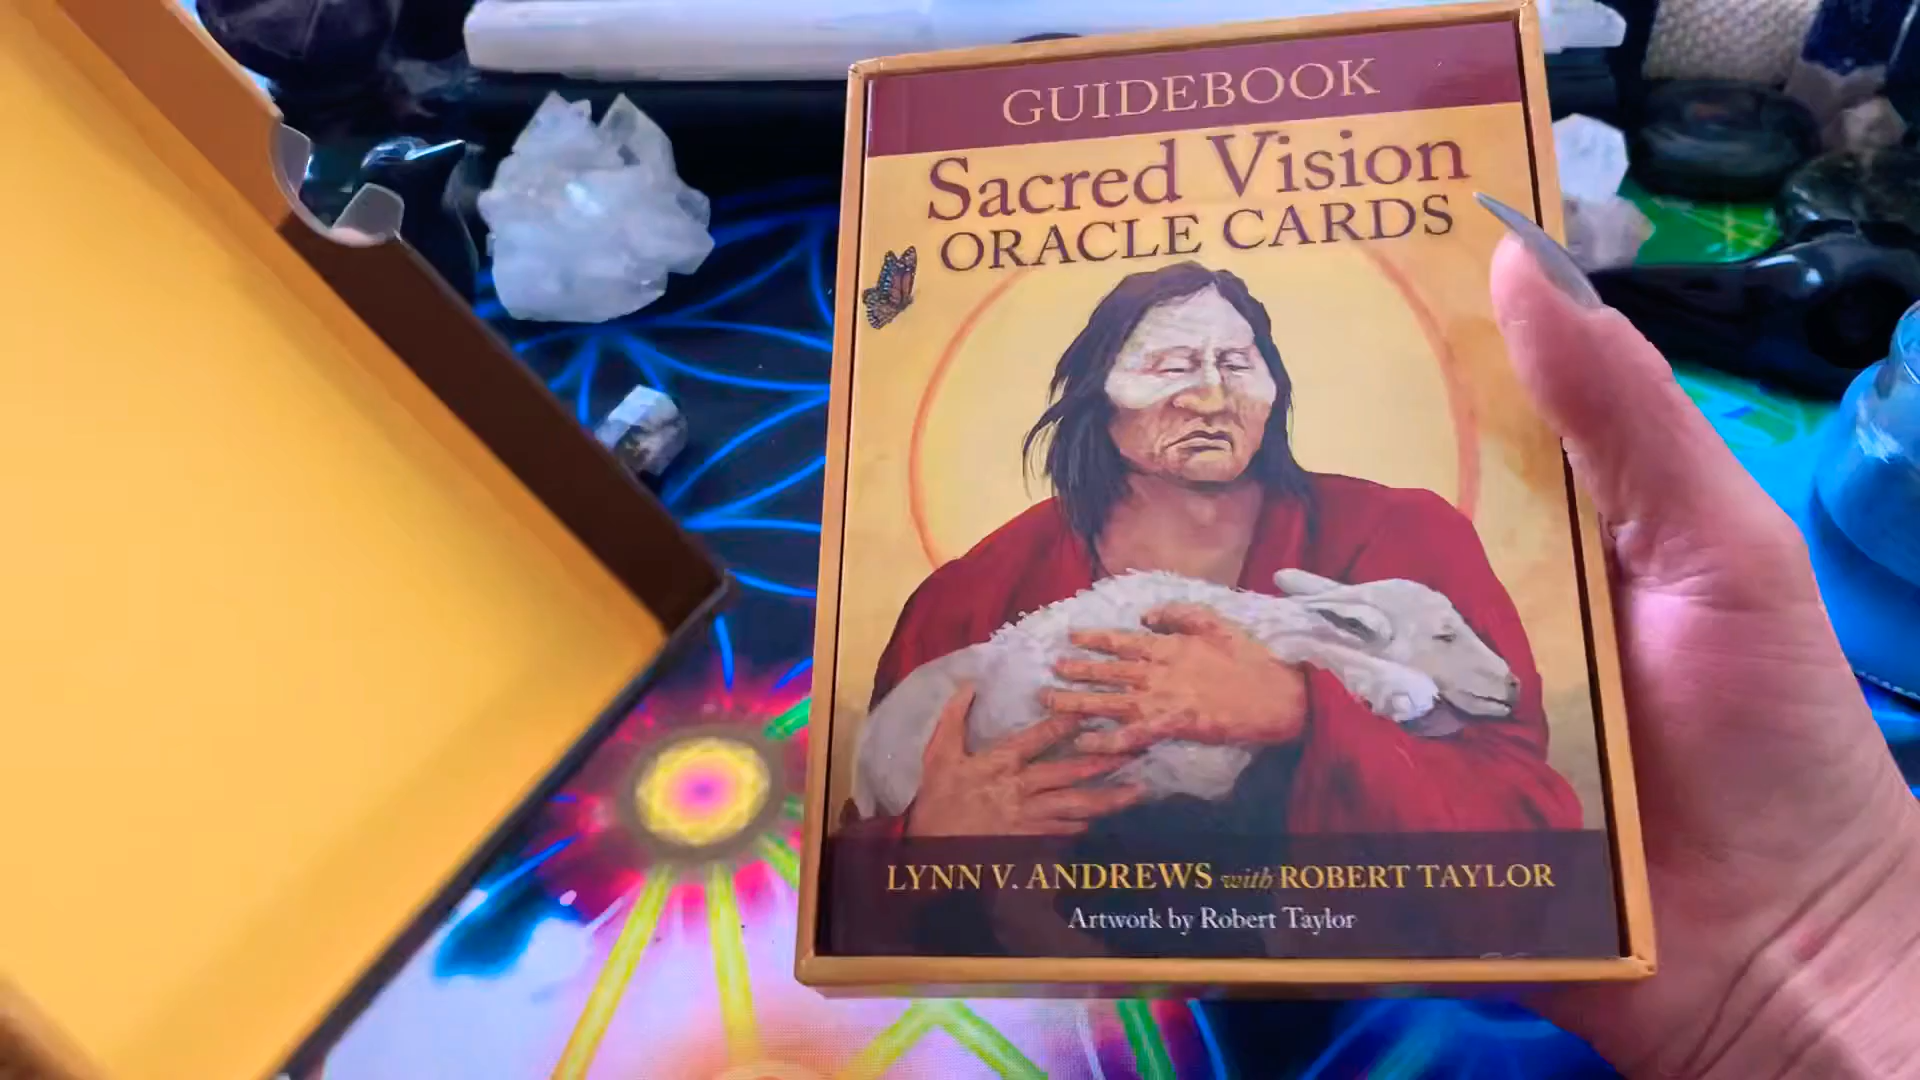 GUIDEBOOK
Sacred Vision
ORACLE CARDS
LYNN V. ANDREWS with ROBERT TAYLOR
Artwork by Robert Taylor